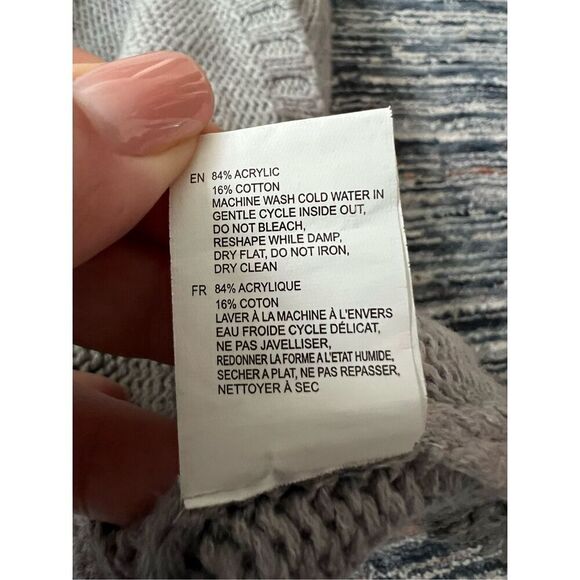 EN 84% ACRYLIC
16% COTTON
MACHINE WASH COLD WATER IN
GENTLE CYCLE INSIDE OUT,
DO NOT BLEACH,
RESHAPE WHILE DAMP,
DRY FLAT, DO NOT IRON,
DRY CLEAN
FR 84% ACRYLIQUE
16% COTON
LAVER À LA MACHINE À L'ENVERS
EAU FROIDE CYCLE DÉLICAT,
NE PAS JAVELLISER,
REDONNER LA FORME A L'ETAT HUMIDE,
SECHER A PLAT, NE PAS REPASSER,
NETTOYER À SEC